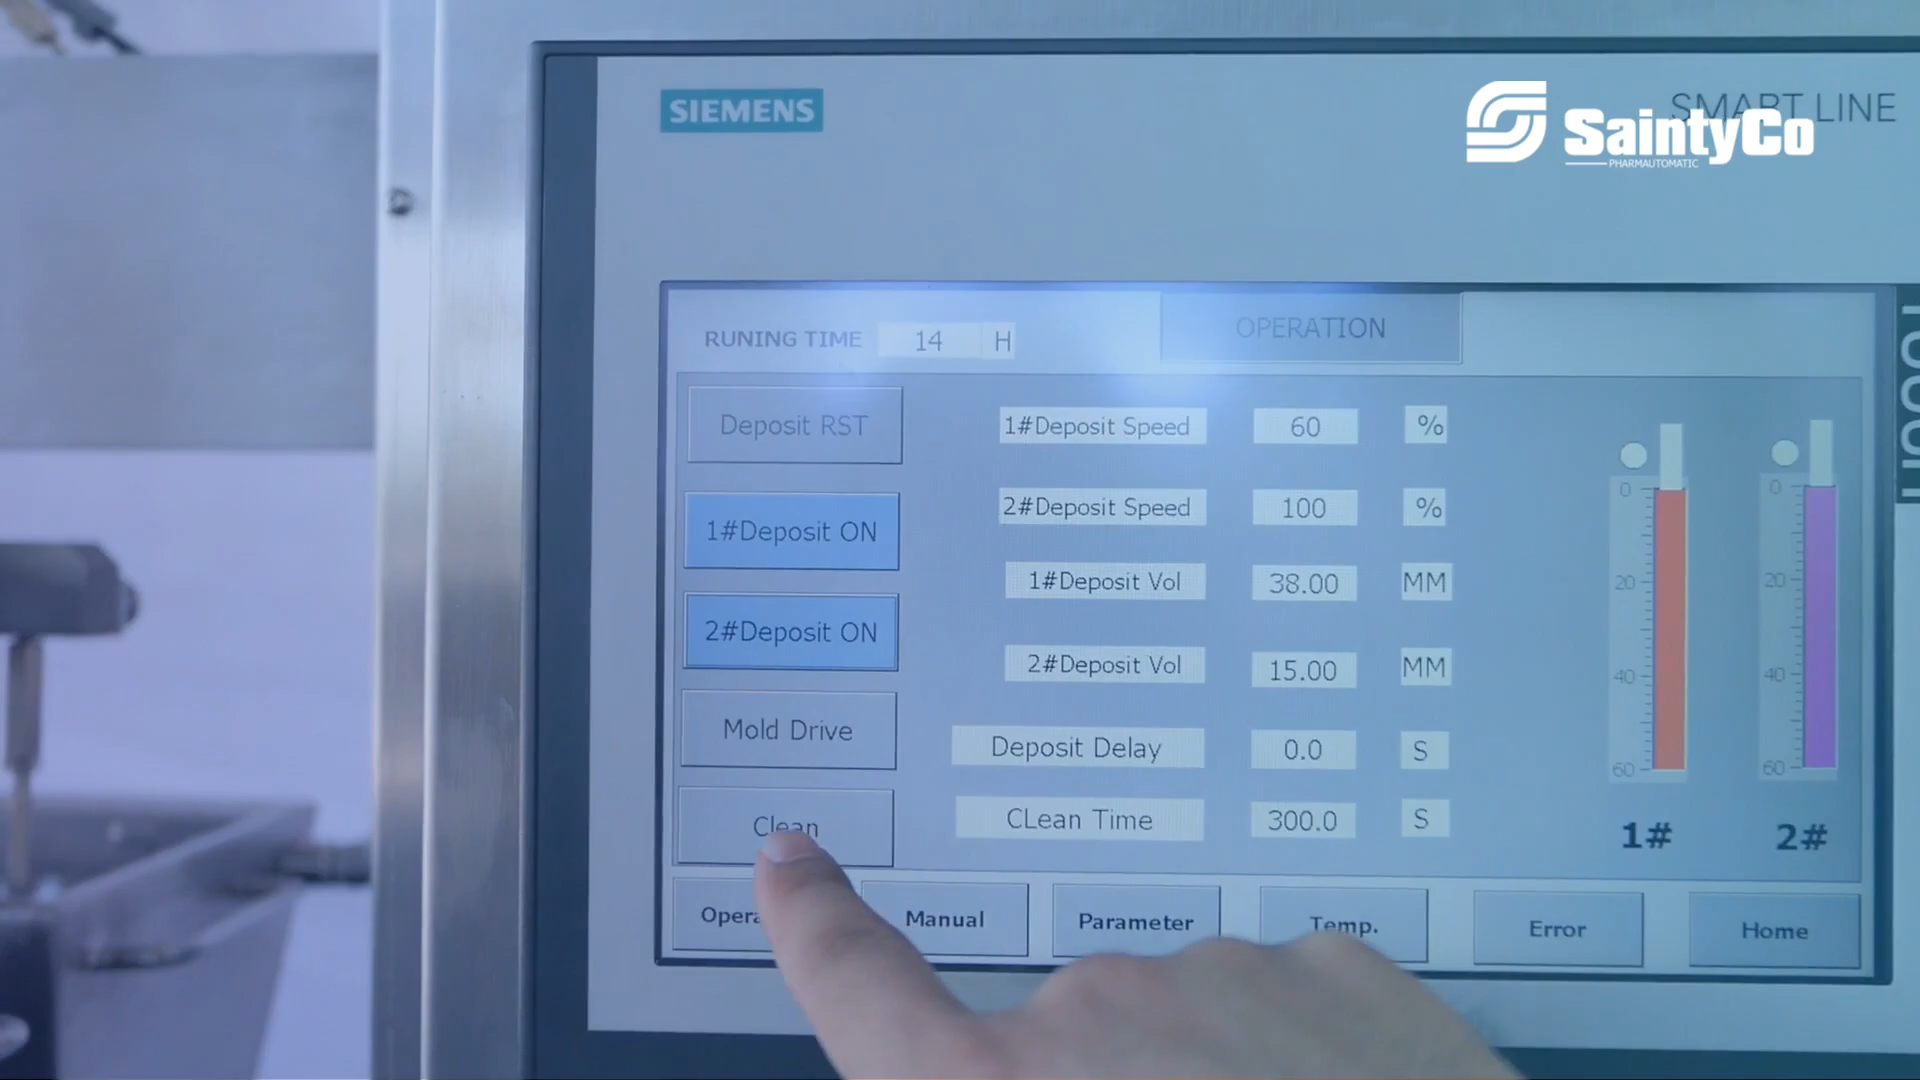 SIEMENS
SMART LINE
SaintyCo
PHARMAUTOMATIC
TOUCH
RUNING TIME 14 H
OPERATION
Deposit RST
1#Deposit ON
2#Deposit ON
Mold Drive
Clean
1#Deposit Speed 60 %
2#Deposit Speed 100 %
1#Deposit Vol 38.00 MM
2#Deposit Vol 15.00 MM
Deposit Delay 0.0 S
CLean Time 300.0 S
0
20
40
60
1#
0
20
40
60
2#
Manual
Parameter
Temp.
Error
Home